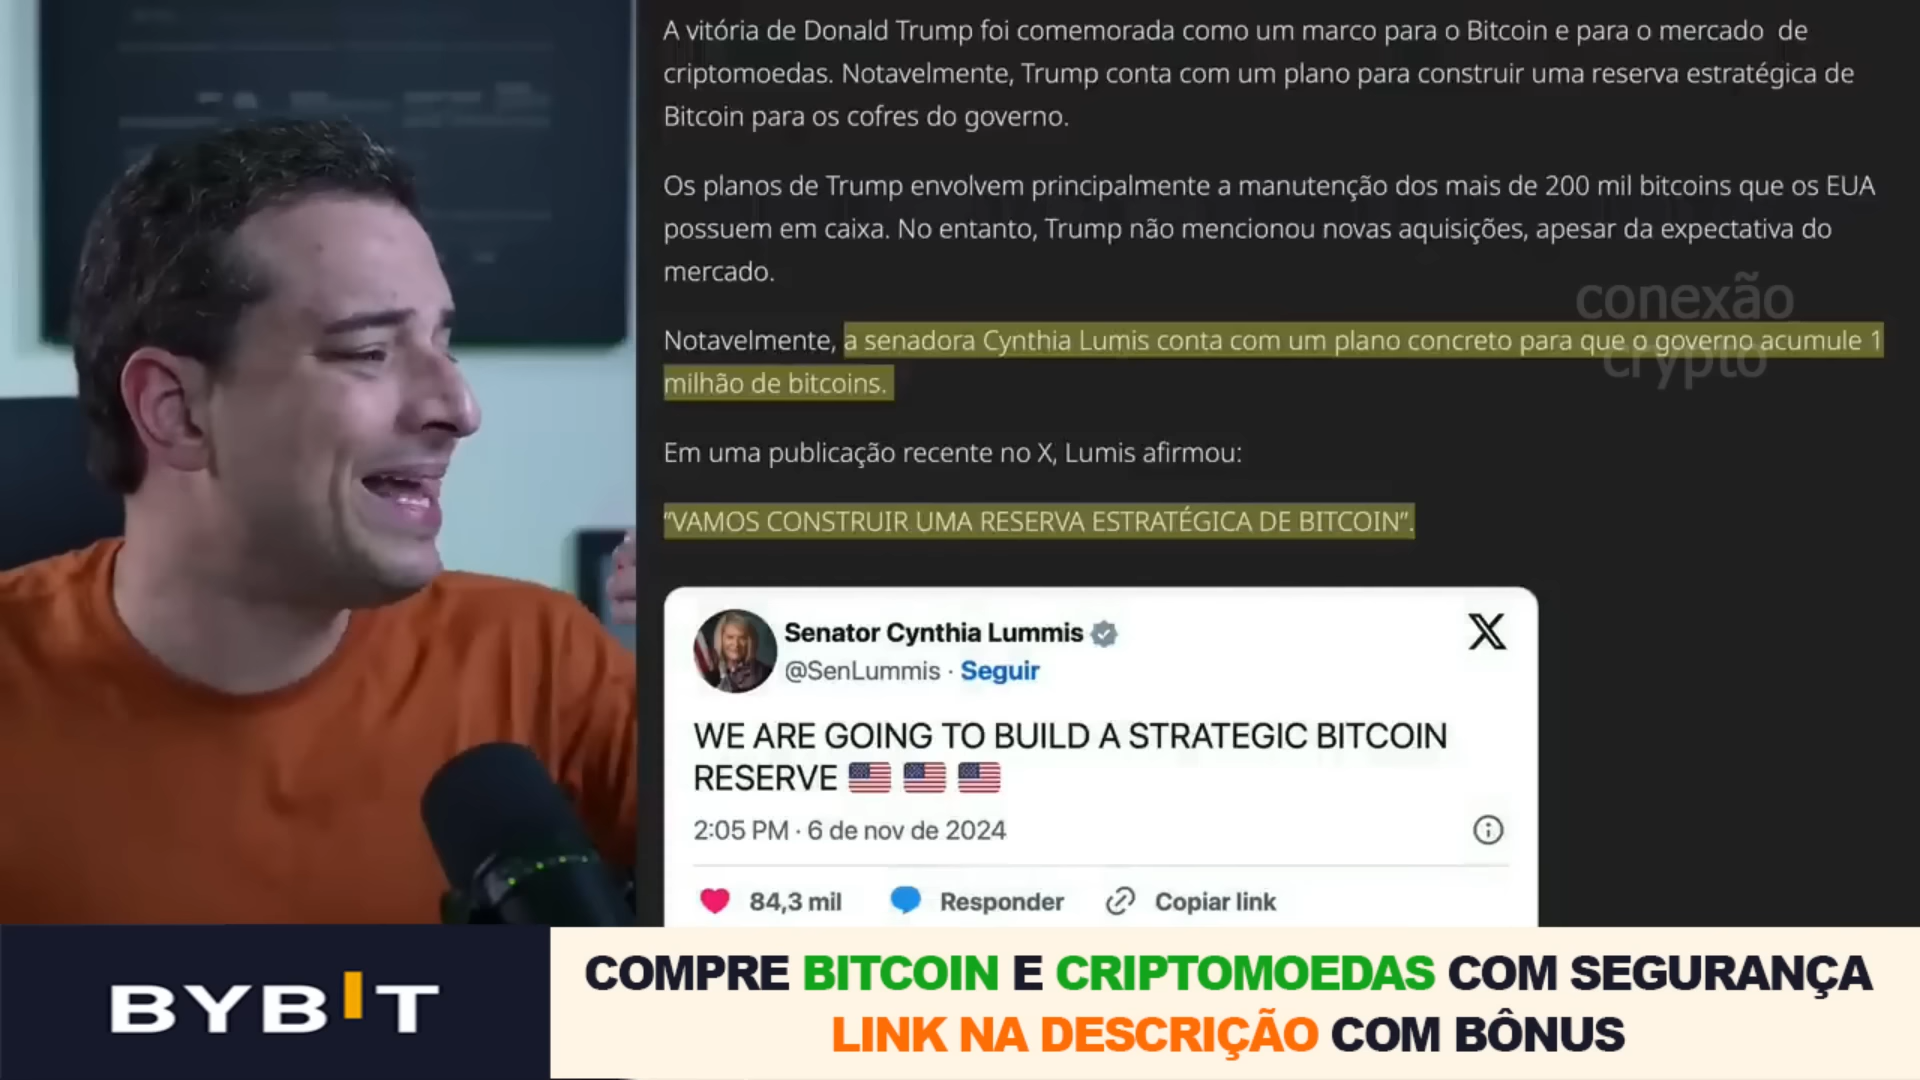 A vitória de Donald Trump foi comemorada como um marco para o Bitcoin e para o mercado de
criptomoedas. Notavelmente, Trump conta com um plano para construir uma reserva estratégica de
Bitcoin para os cofres do governo.
Os planos de Trump envolvem principalmente a manutenção dos mais de 200 mil bitcoins que os EUA
possuem em caixa. No entanto, Trump não mencionou novas aquisições, apesar da expectativa do
mercado.
conexão
crypto
Notavelmente, a senadora Cynthia Lumis conta com um plano concreto para que o governo acumule 1
milhão de bitcoins.
Em uma publicação recente no X, Lumis afirmou:
"VAMOS CONSTRUIR UMA RESERVA ESTRATÉGICA DE BITCOIN".
Senator Cynthia Lummis
@SenLummis · Seguir
WE ARE GOING TO BUILD A STRATEGIC BITCOIN
RESERVE 🇺🇸 🇺🇸 🇺🇸
2:05 PM · 6 de nov de 2024
84,3 mil Responder Copiar link
BYBIT
COMPRE BITCOIN E CRIPTOMOEDAS COM SEGURANÇA
LINK NA DESCRIÇÃO COM BÔNUS